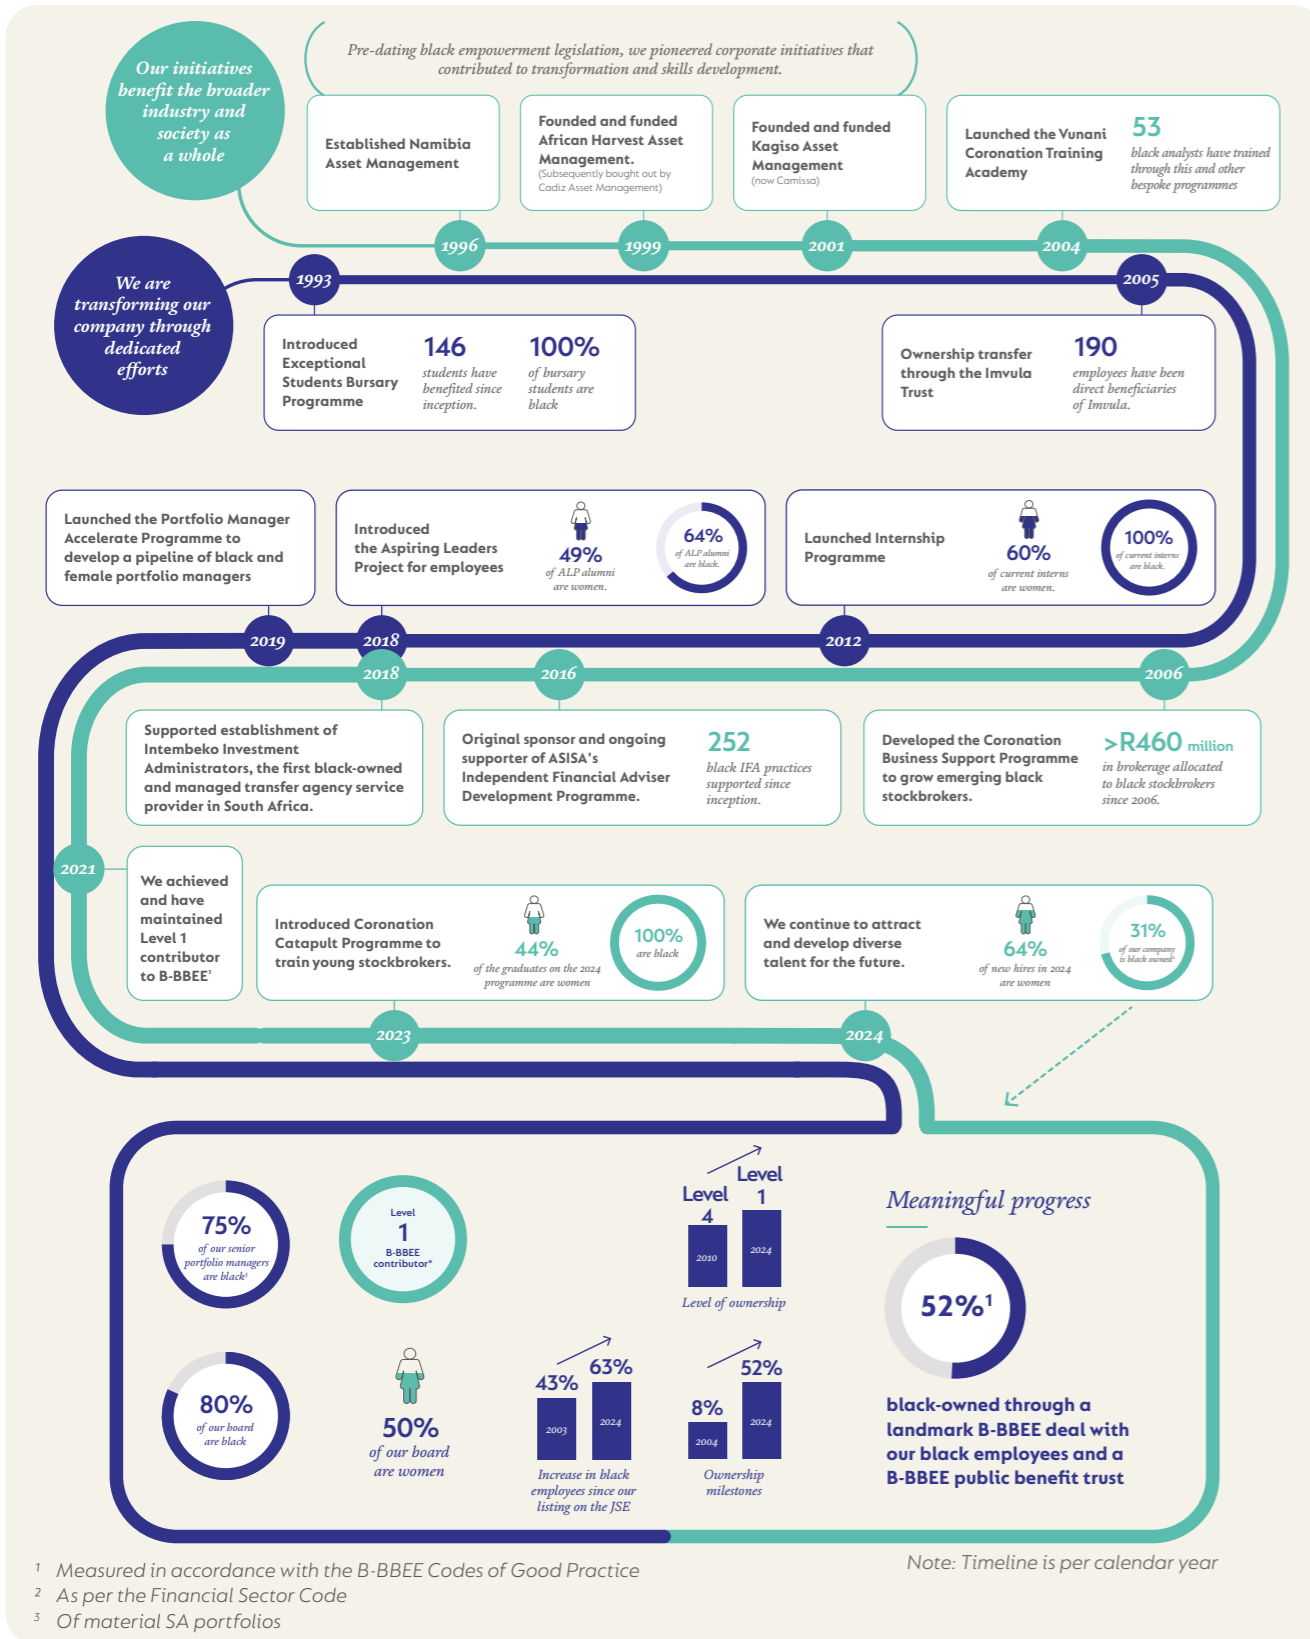 Our initiatives
benefit the broader
industry and
society as
a whole
Pre-dating black empowerment legislation, we pioneered corporate initiatives that
contributed to transformation and skills development.
Established Namibia
Asset Management
Founded and funded
African Harvest Asset
Management.
(Subsequently bought out by
Cadiz Asset Management)
Founded and funded
Kagiso Asset
Management
(now Camissa)
Launched the Vunani
Coronation Training
Academy
53
black analysts have trained
through this and other
bespoke programmes
1996
1999
2001
2004
We are
transforming our
company through
dedicated
efforts
1993
2005
Introduced
Exceptional
Students Bursary
Programme
146
students have
benefited since
inception.
100%
of bursary
students are
black
Ownership transfer
through the Imvula
Trust
190
employees have been
direct beneficiaries
of Imvula.
Launched the Portfolio Manager
Accelerate Programme to
develop a pipeline of black and
female portfolio managers
Introduced
the Aspiring Leaders
Project for employees
49%
of ALP alumni
are women.
64%
of ALP alumni
are black.
Launched Internship
Programme
60%
of current interns
are women.
100%
of current interns
are black.
2019
2018
2012
2018
2016
2006
Supported establishment of
Intembeko Investment
Administrators, the first black-owned
and managed transfer agency service
provider in South Africa.
Original sponsor and ongoing
supporter of ASISA's
Independent Financial Adviser
Development Programme.
252
black IFA practices
supported since
inception.
Developed the Coronation
Business Support Programme
to grow emerging black
stockbrokers.
>R460 million
in brokerage allocated
to black stockbrokers
since 2006.
2021
We achieved
and have
maintained
Level 1
contributor
to B-BBEE¹
Introduced Coronation
Catapult Programme to
train young stockbrokers.
44%
of the graduates on the 2024
programme are women
100%
are black
We continue to attract
and develop diverse
talent for the future.
64%
of new hires in 2024
are women
31%
of our company
is black owned²
2023
2024
75%
of our senior
portfolio managers
are black³
Level
1
B-BBEE
contributor*
Level
4
2010
Level
1
2024
Level of ownership
Meaningful progress
52%¹
black-owned through a
landmark B-BBEE deal with
our black employees and a
B-BBEE public benefit trust
80%
of our board
are black
50%
of our board
are women
43%
2003
63%
2024
Increase in black
employees since our
listing on the JSE
8%
2004
52%
2024
Ownership
milestones
1 Measured in accordance with the B-BBEE Codes of Good Practice
2 As per the Financial Sector Code
3 Of material SA portfolios
Note: Timeline is per calendar year